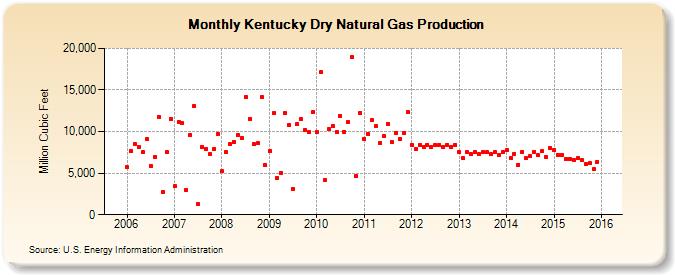 Monthly Kentucky Dry Natural Gas Production
Million Cubic Feet
20,000
15,000
10,000
5,000
0
2006 2007 2008 2009 2010 2011 2012 2013 2014 2015 2016
Source: U.S. Energy Information Administration